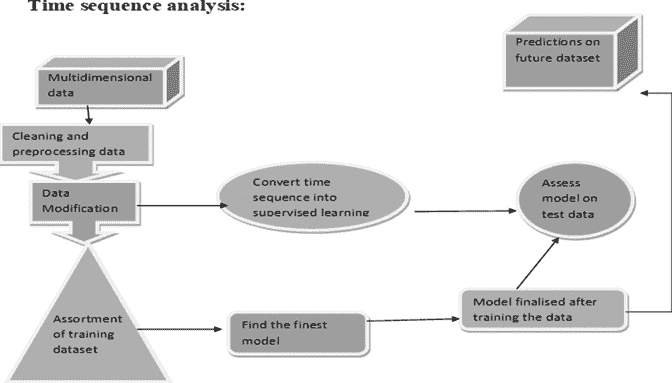 Time sequence analysis:
Predictions on
future dataset
Multidimensional
data
Cleaning and
preprocessing data
Data
Modification
Convert time
sequence into
supervised learning
Assess
model on
test data
Assortment
of training
dataset
Find the finest
model
Model finalised after
training the data